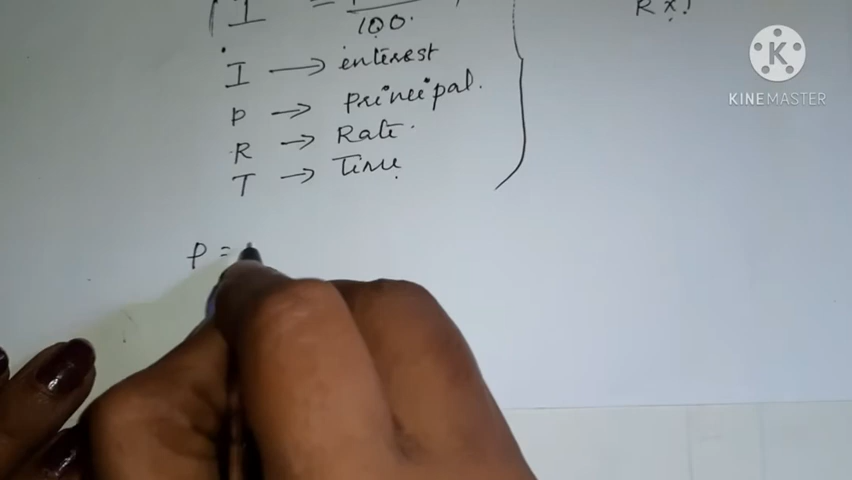 I =
100.
R x
I → interest
P → Principal.
R → Rate.
T → Time
P =
K
KINEMASTER